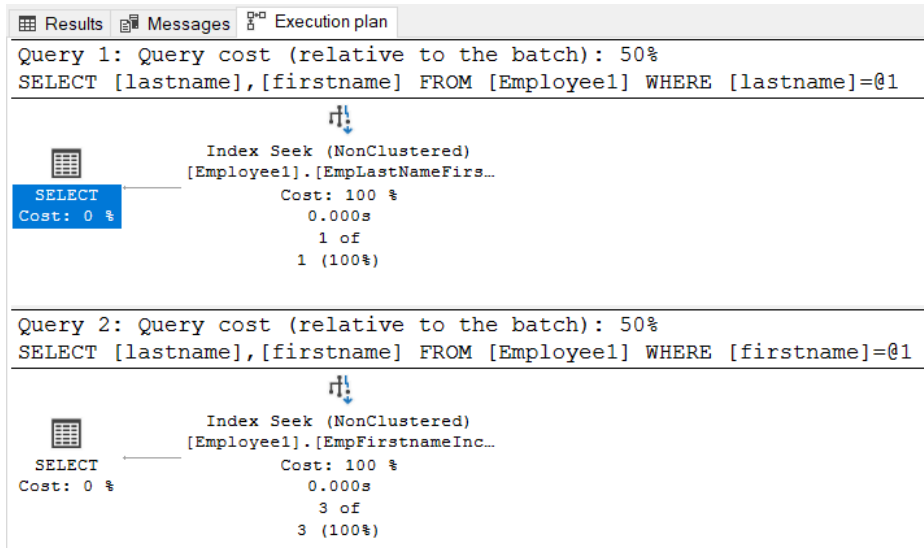 Results Messages Execution plan
Query 1: Query cost (relative to the batch): 50%
SELECT [lastname],[firstname] FROM [Employee1] WHERE [lastname]=@1
Index Seek (NonClustered)
[Employee1].[EmpLastNameFirs…
SELECT
Cost: 0 %
Cost: 100 %
0.000s
1 of
1 (100%)
Query 2: Query cost (relative to the batch): 50%
SELECT [lastname],[firstname] FROM [Employee1] WHERE [firstname]=@1
Index Seek (NonClustered)
[Employee1].[EmpFirstnameInc…
SELECT
Cost: 0 %
Cost: 100 %
0.000s
3 of
3 (100%)